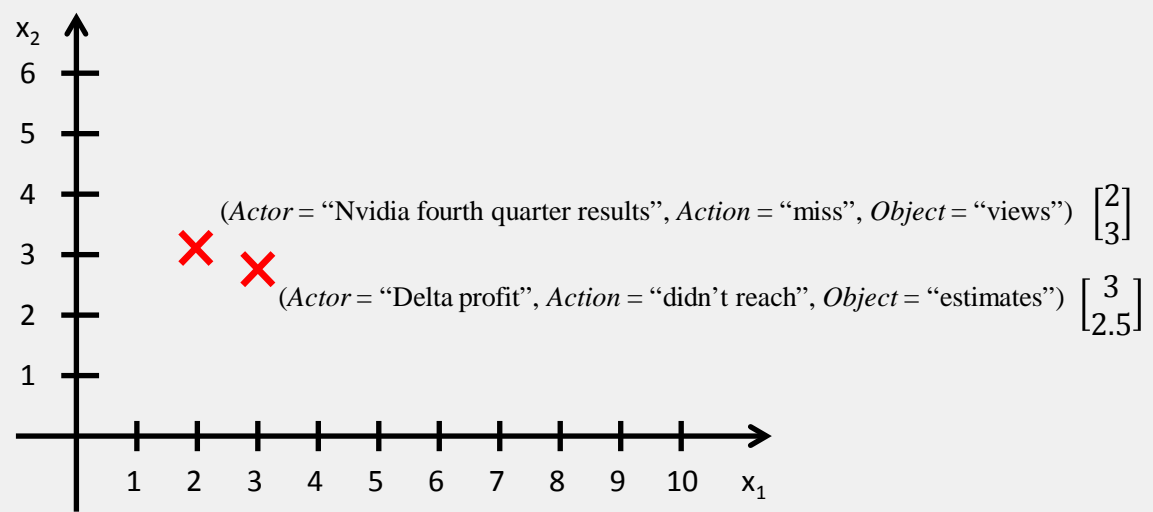 x2
6
5
4
(Actor = “Nvidia fourth quarter results”, Action = “miss”, Object = “views”) [2 3]
3
(Actor = “Delta profit”, Action = “didn’t reach”, Object = “estimates”) [3 2.5]
2
1
1 2 3 4 5 6 7 8 9 10 x1